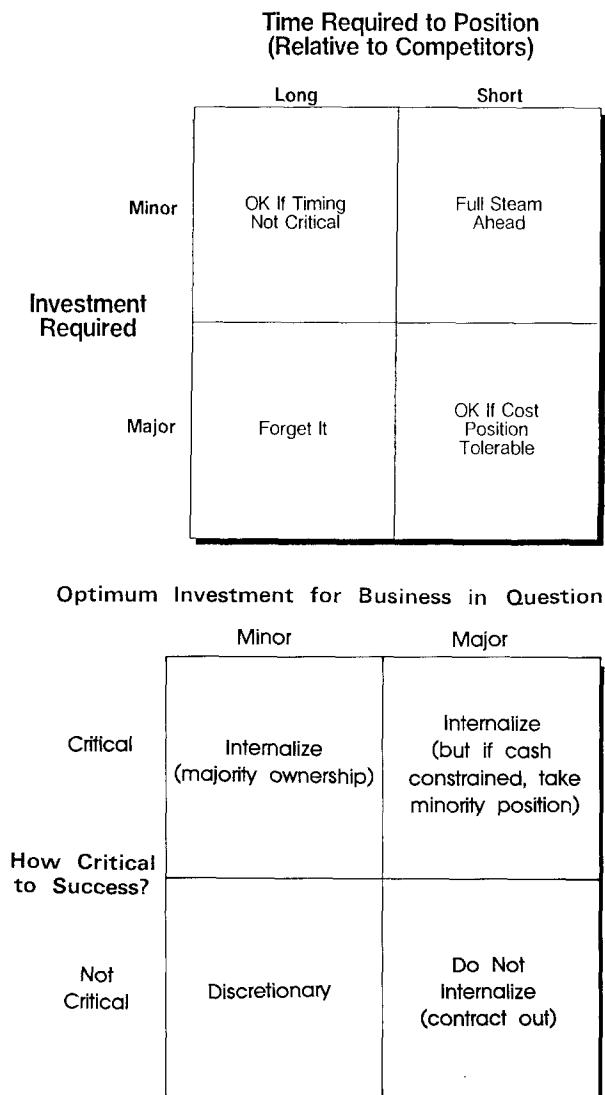 Time Required to Position
(Relative to Competitors)
Long Short
Minor
OK If Timing
Not Critical
Full Steam
Ahead
Investment
Required
Major
Forget It
OK If Cost
Position
Tolerable
Optimum Investment for Business in Question
Minor Major
Critical
Internalize
(majority ownership)
Internalize
(but if cash
constrained, take
minority position)
How Critical
to Success?
Not
Critical
Discretionary
Do Not
Internalize
(contract out)